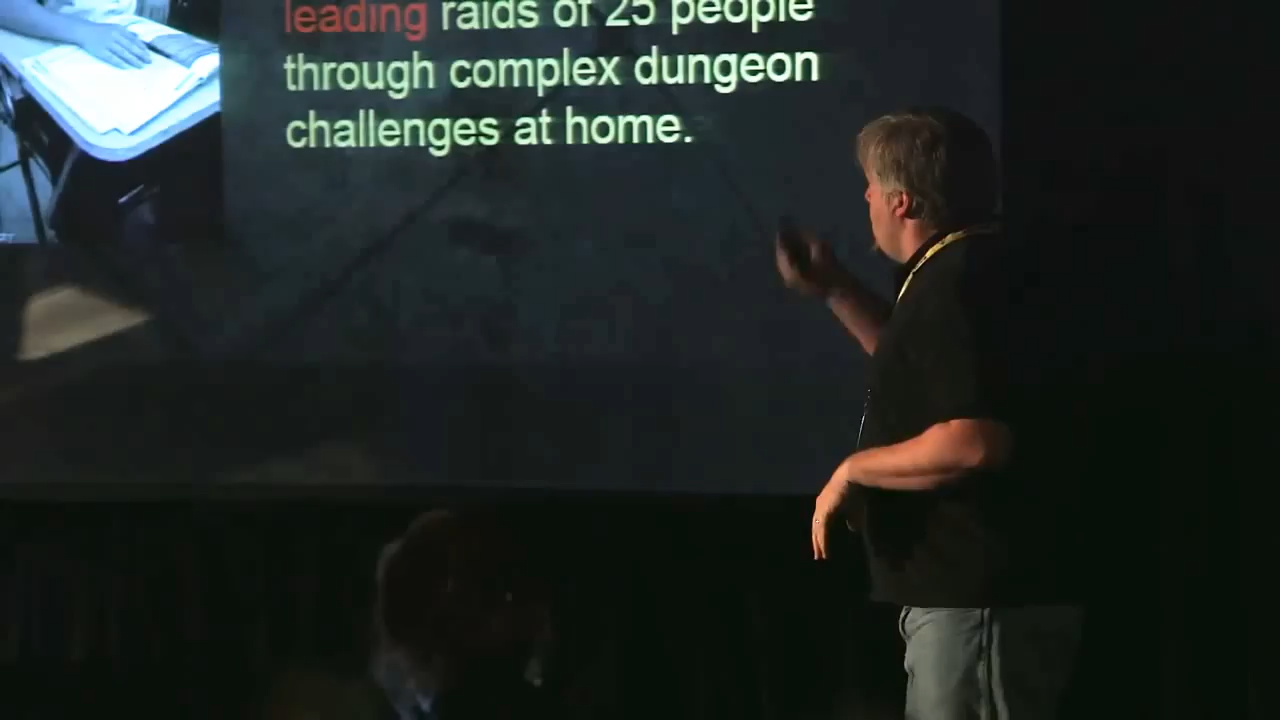 leading raids of 25 people
through complex dungeon
challenges at home.